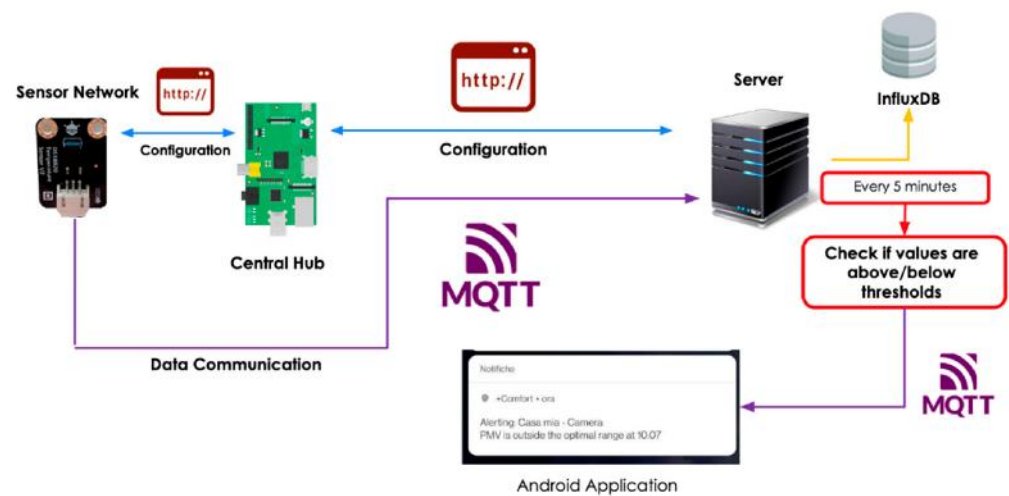 Sensor Network
http://
Configuration
Central Hub
http://
Configuration
Server
InfluxDB
Every 5 minutes
Check if values are
above/below
thresholds
MQTT
Data Communication
MQTT
Notifiche
+Comfort • ora
Alerting: Casa mia - Camera
PMV is outside the optimal range at 10:07
Android Application